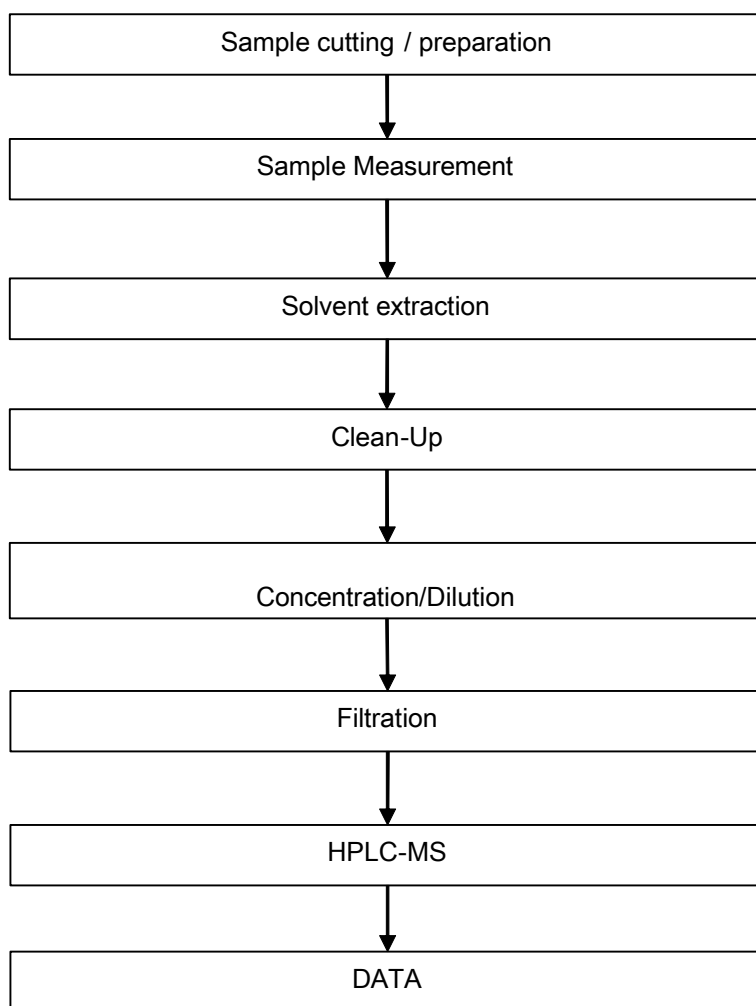 Sample cutting / preparation
Sample Measurement
Solvent extraction
Clean-Up
Concentration/Dilution
Filtration
HPLC-MS
DATA